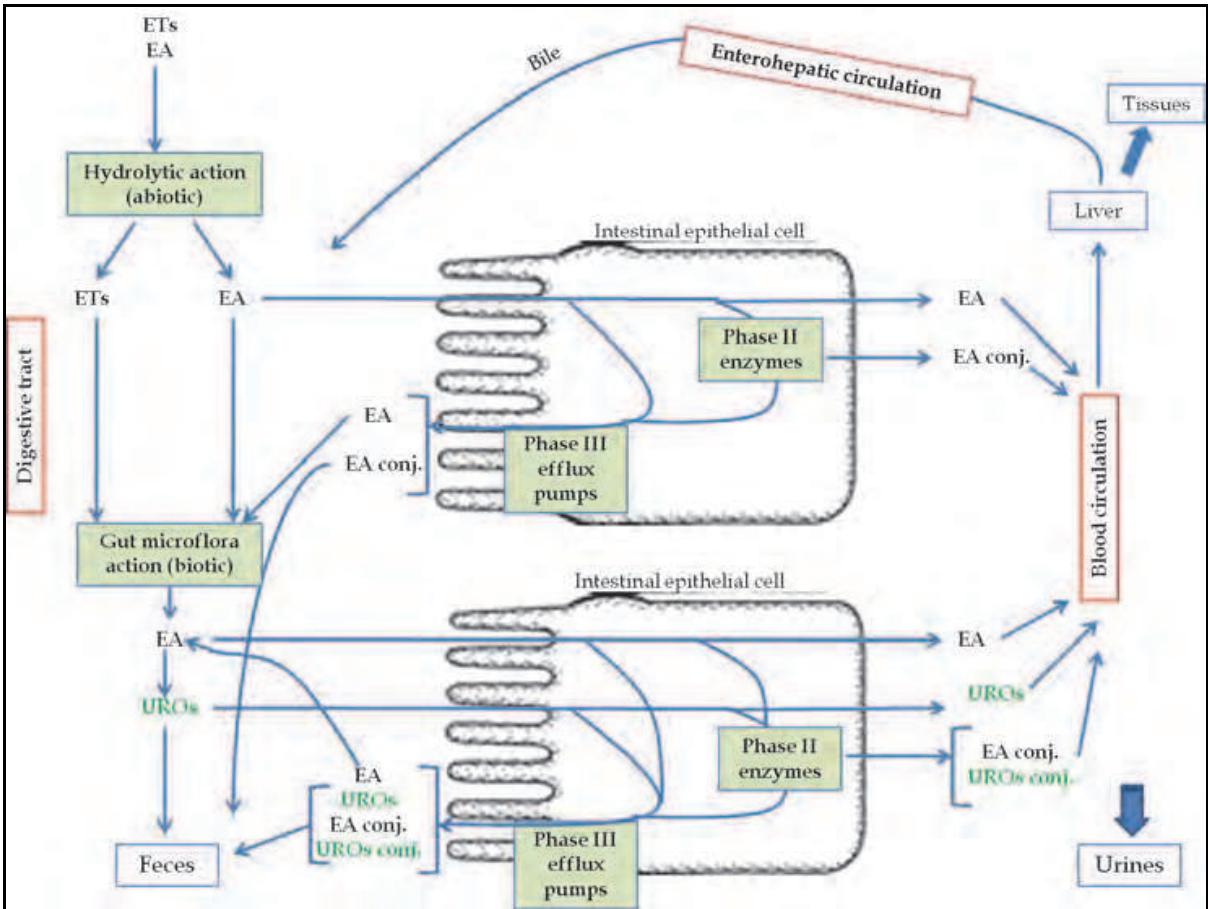 ETs
EA
Bile
Enterohepatic circulation
Tissues
Hydrolytic action
(abiotic)
Liver
Intestinal epithelial cell
ETs
EA
EA
Phase II
enzymes
EA conj.
Digestive tract
EA
EA conj.
Phase III
efflux
pumps
Blood circulation
Gut microflora
action (biotic)
Intestinal epithelial cell
EA
EA
UROs
UROs
Phase II
enzymes
EA conj.
UROs conj.
EA
UROs
EA conj.
UROs conj.
Phase III
efflux
pumps
Feces
Urines